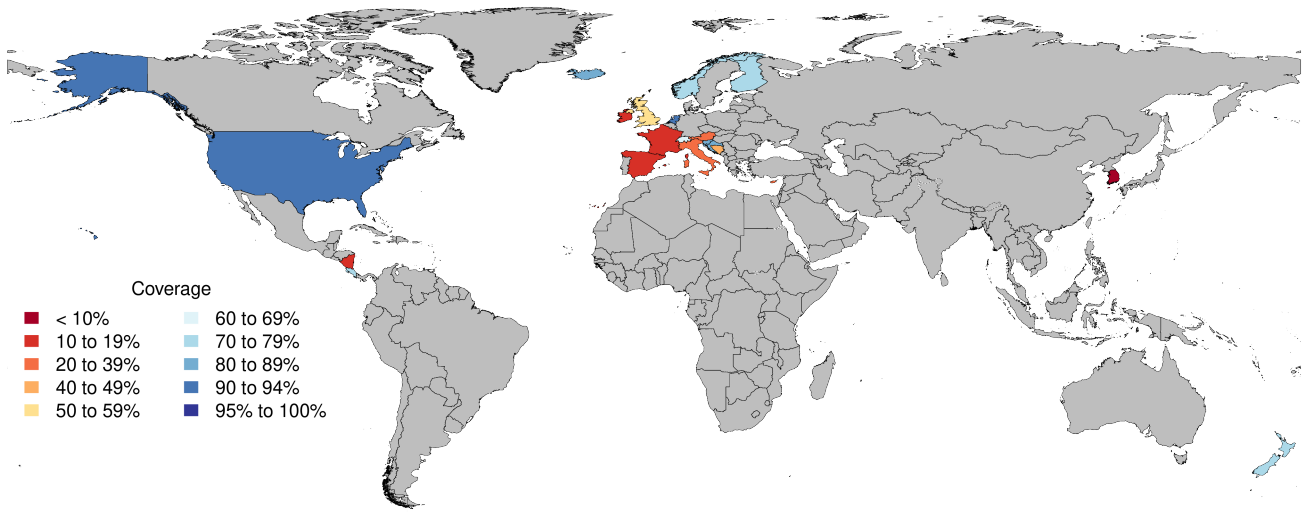 Coverage
< 10%
10 to 19%
20 to 39%
40 to 49%
50 to 59%
60 to 69%
70 to 79%
80 to 89%
90 to 94%
95% to 100%